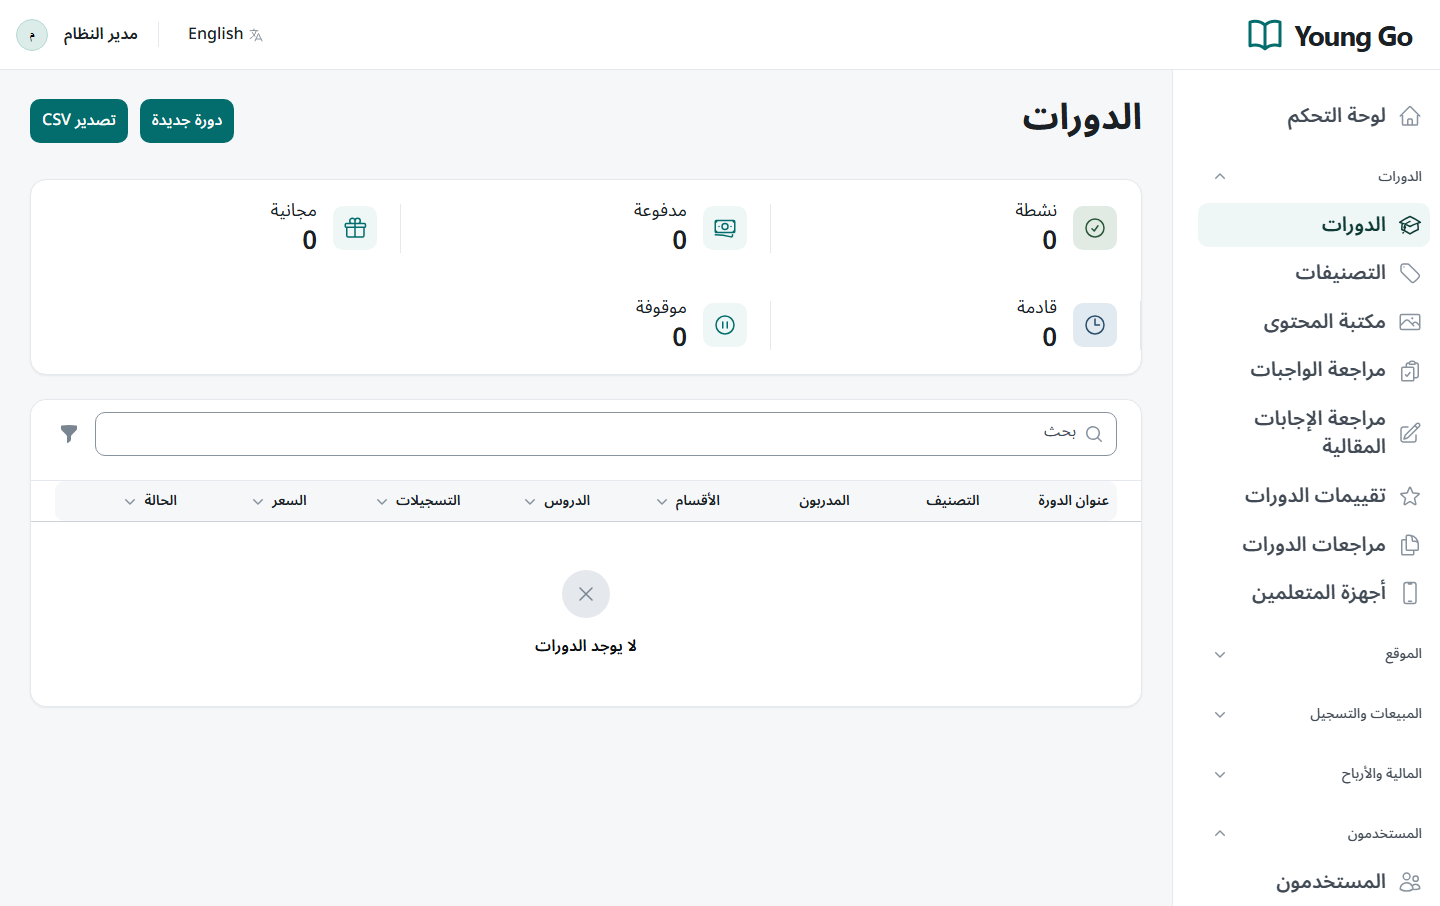 Young Go
English
مدير النظام
م
لوحة التحكم
الدورات
الدورات
التصنيفات
مكتبة المحتوى
مراجعة الواجبات
مراجعة الإجابات
المقالية
تقييمات الدورات
مراجعات الدورات
أجهزة المتعلمين
الموقع
المبيعات والتسجيل
المالية والأرباح
المستخدمون
المستخدمون
الدورات
دورة جديدة
تصدير CSV
نشطة
0
مدفوعة
0
مجانية
0
قادمة
0
موقوفة
0
بحث
عنوان الدورة التصنيف المدربون الأقسام الدروس التسجيلات السعر الحالة
لا يوجد الدورات